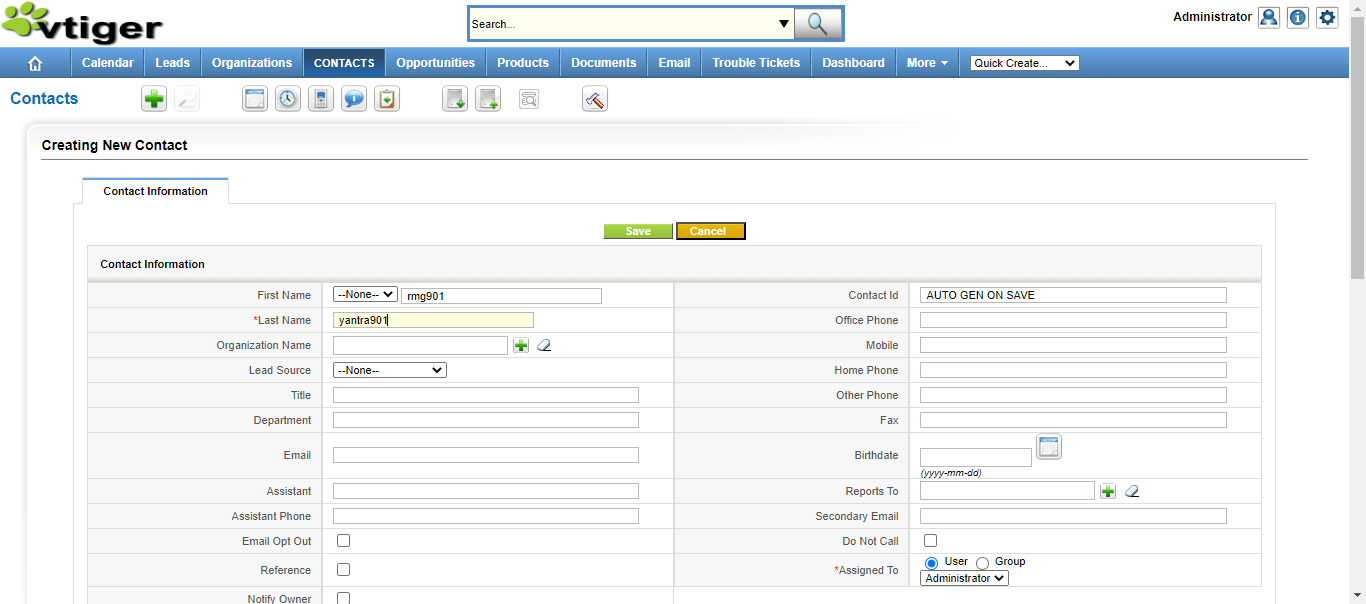 vtiger
Search...
Administrator
Calendar Leads Organizations CONTACTS Opportunities Products Documents Email Trouble Tickets Dashboard More Quick Create...
Contacts
Creating New Contact
Contact Information
Save Cancel
Contact Information
First Name --None-- rmg901 Contact Id AUTO GEN ON SAVE
*Last Name yantra901 Office Phone
Organization Name Mobile
Lead Source --None-- Home Phone
Title Other Phone
Department Fax
Email Birthdate
(yyyy-mm-dd)
Assistant Reports To
Assistant Phone Secondary Email
Email Opt Out Do Not Call
Reference *Assigned To User Group
Administrator
Notify Owner